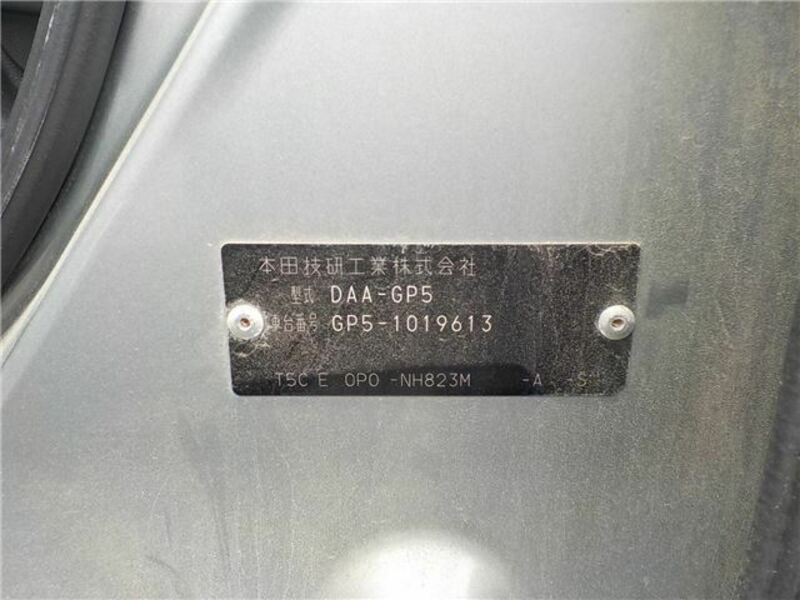 本田技研工業株式会社
型式 DAA-GP5
車台番号 GP5-1019613
T5C E OPO -NH823M -A -S